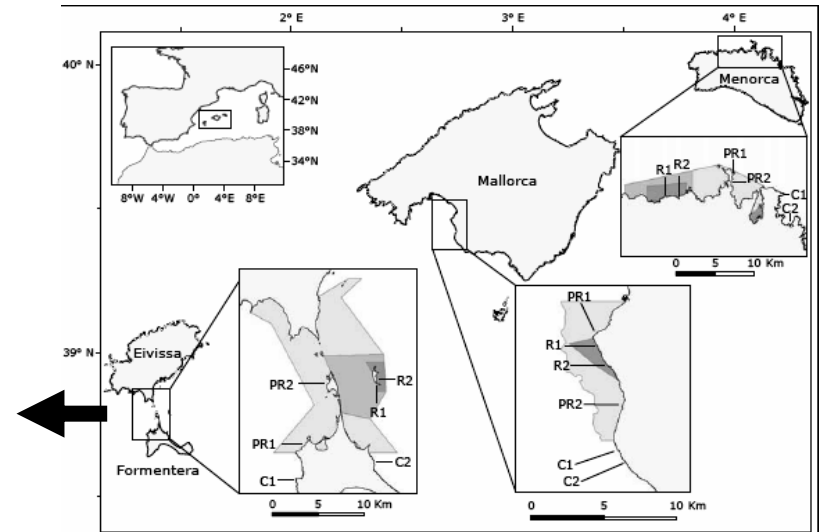 2° E 3° E 4° E
40° N
46°N
42°N
38°N
34°N
8°W 4°W 0° 4°E 8°E
Menorca
PR1
R1 R2
PR2
C1
C2
0 5 10 Km
Mallorca
PR1
R1
R2
PR2
C1
C2
0 5 10 Km
39° N
Eivissa
Formentera
PR2
R2
R1
PR1
C2
C1
0 5 10 Km